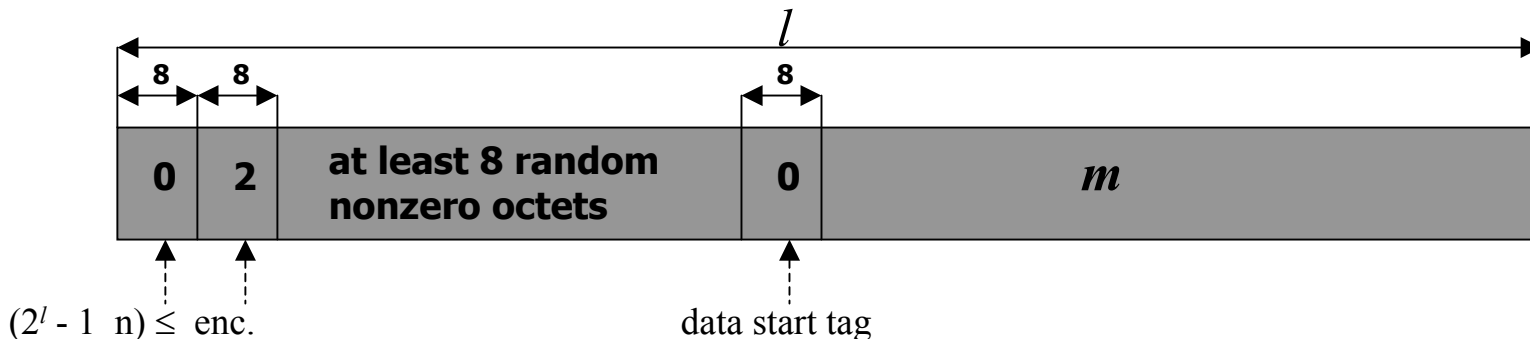 l
8 8 8
0 2 at least 8 random nonzero octets 0 m
(2^l - 1 n) ≤ enc. data start tag